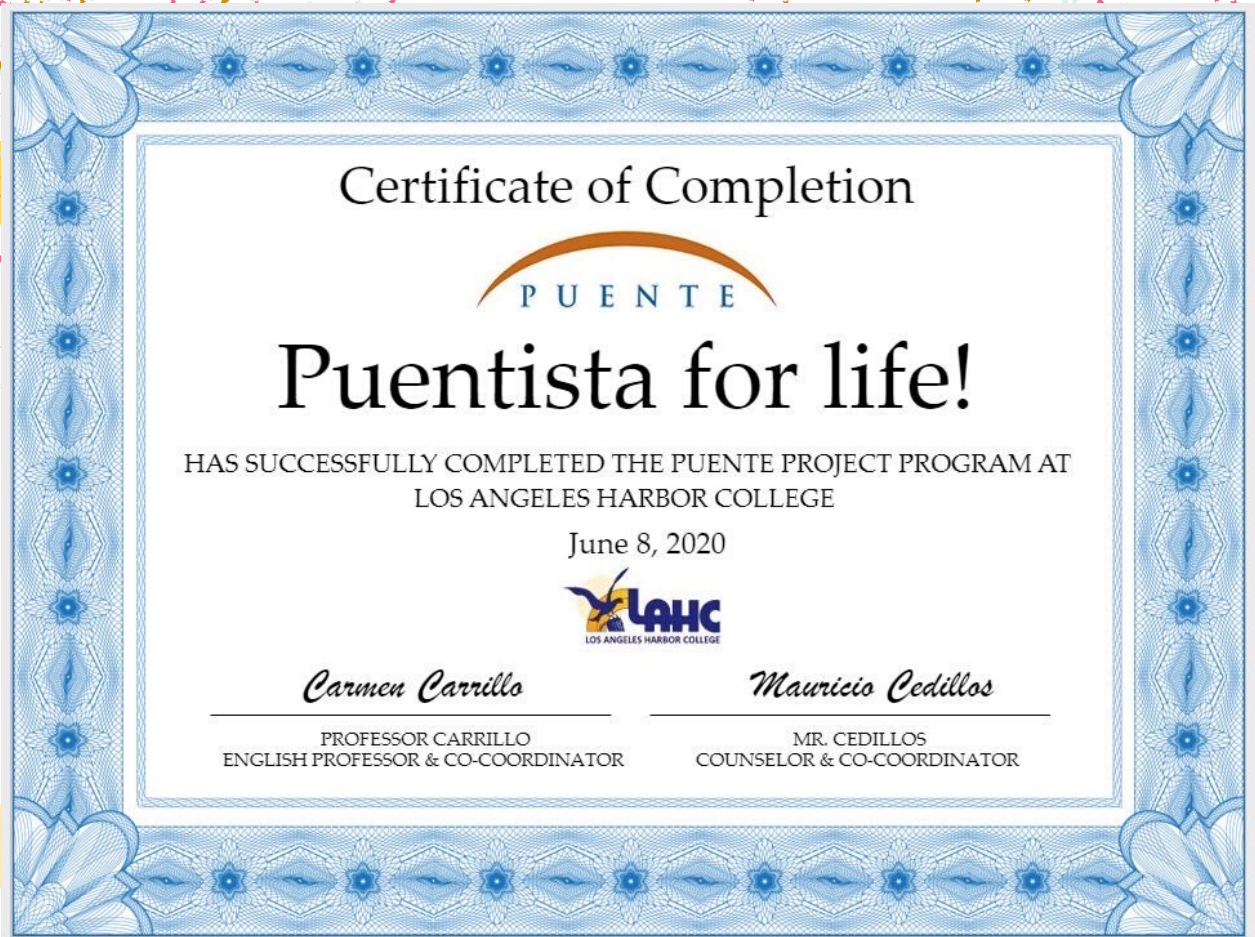 Certificate of Completion
PUENTE
Puentista for life!
HAS SUCCESSFULLY COMPLETED THE PUENTE PROJECT PROGRAM AT
LOS ANGELES HARBOR COLLEGE
June 8, 2020
LAHC
LOS ANGELES HARBOR COLLEGE
Carmen Carrillo
PROFESSOR CARRILLO
ENGLISH PROFESSOR & CO-COORDINATOR
Mauricio Cedillos
MR. CEDILLOS
COUNSELOR & CO-COORDINATOR